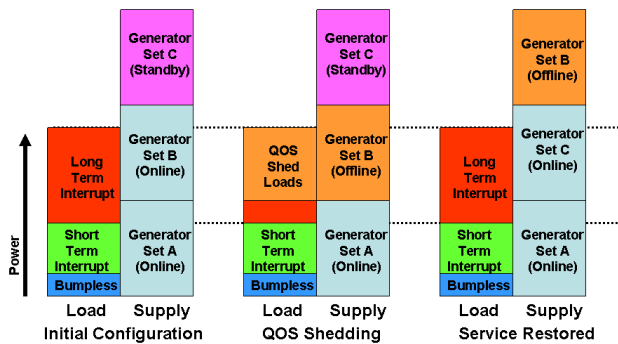 Generator
Set C
(Standby)
Generator
Set B
(Online)
Generator
Set A
(Online)
Long
Term
Interrupt
Short
Term
Interrupt
Bumpless
Power
Load
Supply
Initial Configuration
Generator
Set C
(Standby)
Generator
Set B
(Offline)
Generator
Set A
(Online)
QOS
Shed
Loads
Short
Term
Interrupt
Bumpless
Load
Supply
QOS Shedding
Generator
Set B
(Offline)
Generator
Set C
(Online)
Generator
Set A
(Online)
Long
Term
Interrupt
Short
Term
Interrupt
Bumpless
Load
Supply
Service Restored